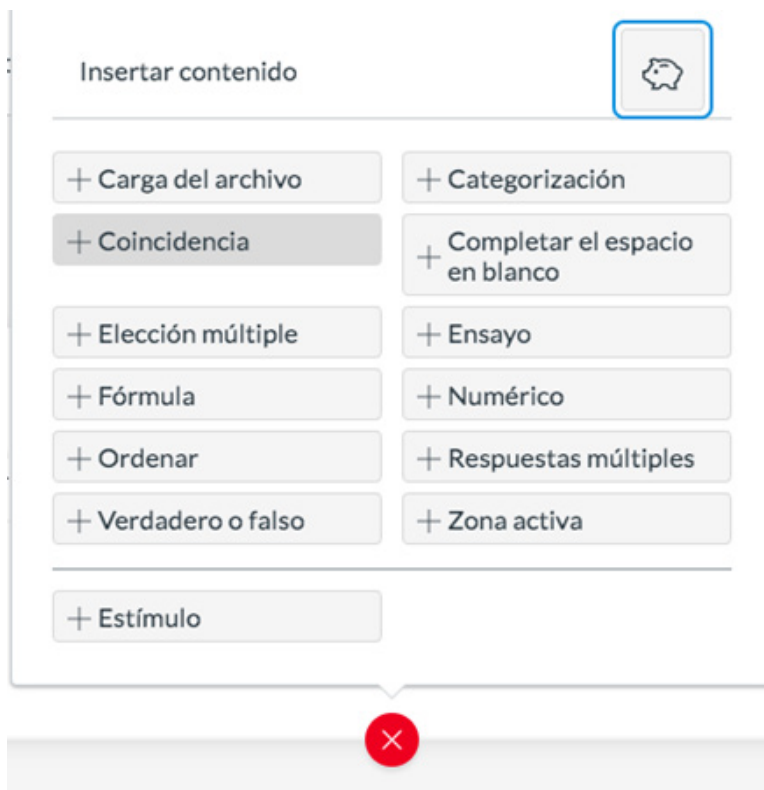 Insertar contenido
+ Carga del archivo
+ Categorización
+ Coincidencia
+ Completar el espacio
en blanco
+ Elección múltiple
+ Ensayo
+ Fórmula
+ Numérico
+ Ordenar
+ Respuestas múltiples
+ Verdadero o falso
+ Zona activa
+ Estímulo